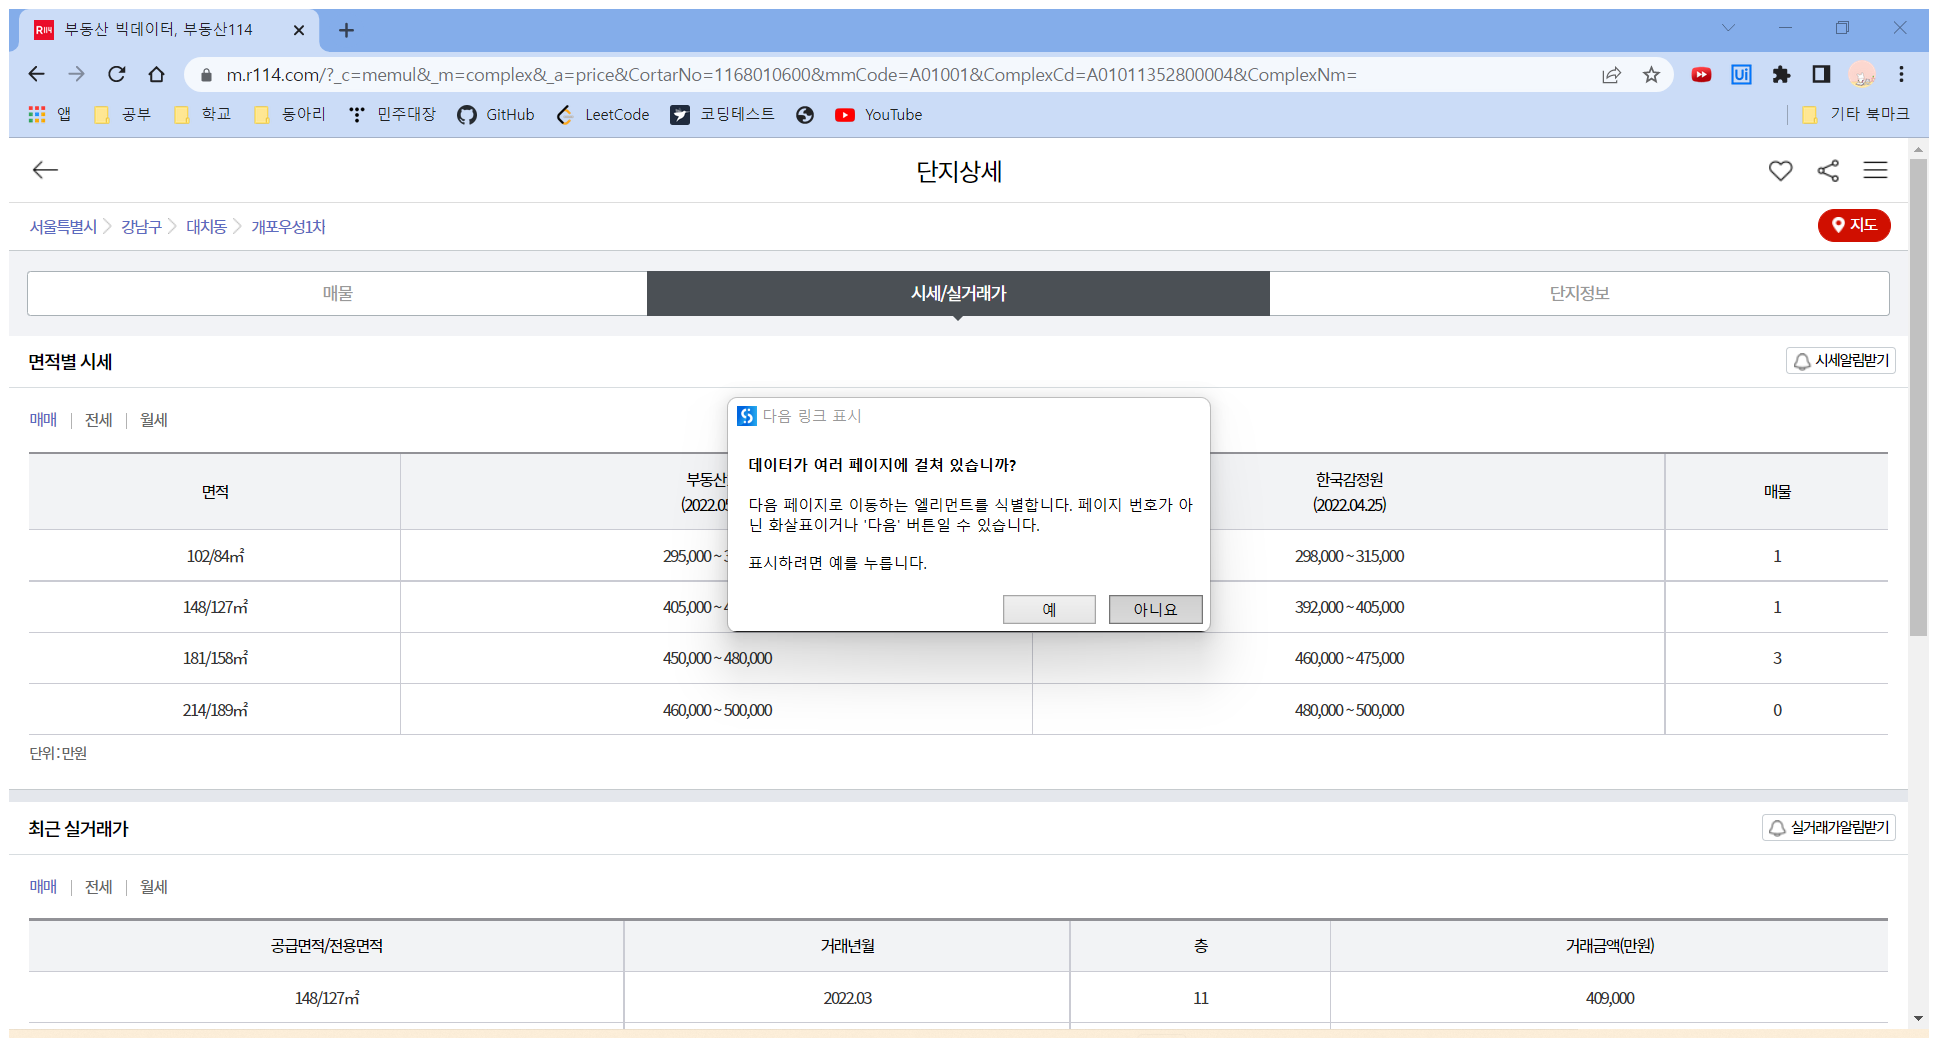 부동산 빅데이터, 부동산114
m.r114.com/?_c=memul&_m=complex&_a=price&CortarNo=1168010600&mmCode=A01001&ComplexCd=A01011352800004&ComplexNm=
앱 공부 학교 동아리 민주대장 GitHub LeetCode 코딩테스트 YouTube 기타 북마크
단지상세
서울특별시 강남구 대치동 개포우성1차 지도
매물 시세/실거래가 단지정보
면적별 시세 시세알림받기
매매 | 전세 | 월세
다음 링크 표시
데이터가 여러 페이지에 걸쳐 있습니까?
다음 페이지로 이동하는 엘리먼트를 식별합니다. 페이지 번호가 아
닌 화살표이거나 '다음' 버튼일 수 있습니다.
표시하려면 예를 누릅니다.
예 아니요
면적 부동산 한국감정원 매물
(2022.05 (2022.04.25)
102/84㎡ 295,000 ~ 298,000 ~ 315,000 1
148/127㎡ 405,000 ~ 392,000 ~ 405,000 1
181/158㎡ 450,000 ~ 480,000 460,000 ~ 475,000 3
214/189㎡ 460,000 ~ 500,000 480,000 ~ 500,000 0
단위:만원
최근 실거래가 실거래가알림받기
매매 | 전세 | 월세
공급면적/전용면적 거래년월 층 거래금액(만원)
148/127㎡ 2022.03 11 409,000